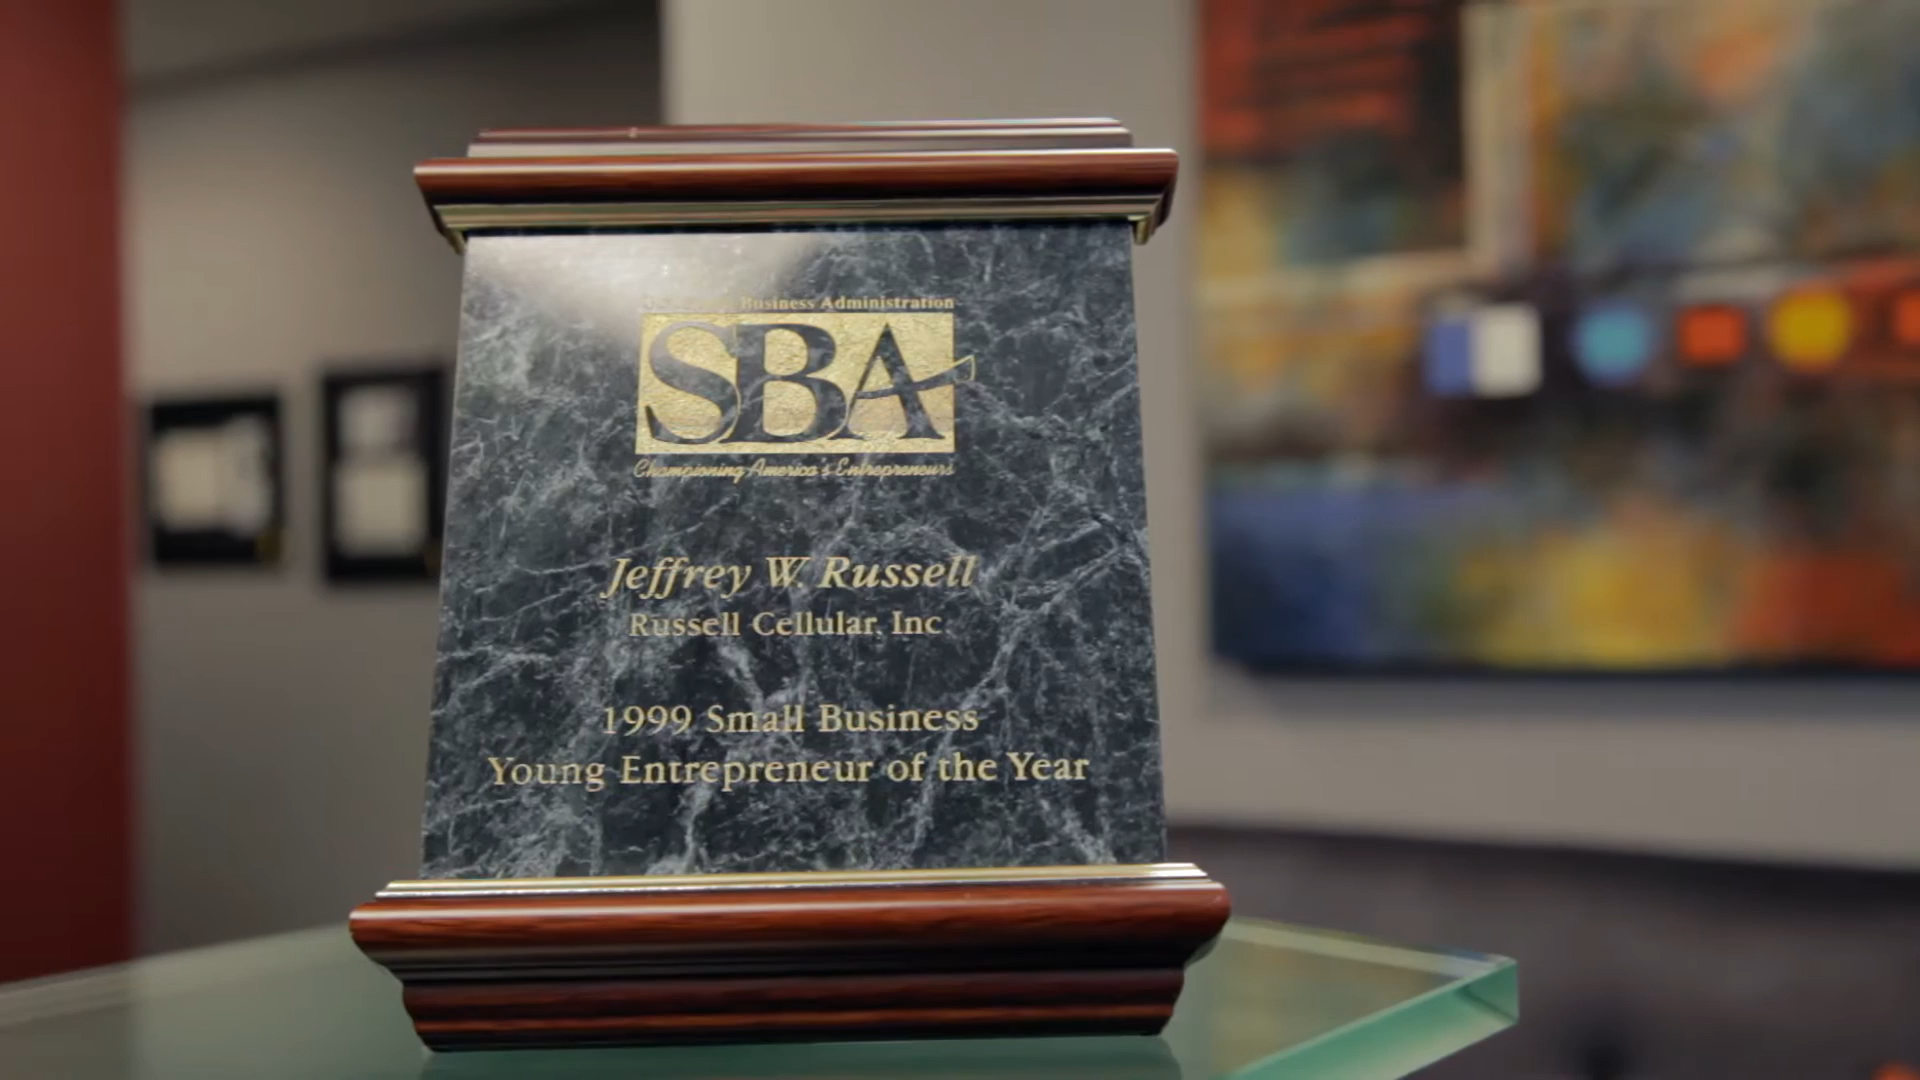 Business Administration
SBA
Championing America's Entrepreneurs
Jeffrey W. Russell
Russell Cellular, Inc
1999 Small Business
Young Entrepreneur of the Year